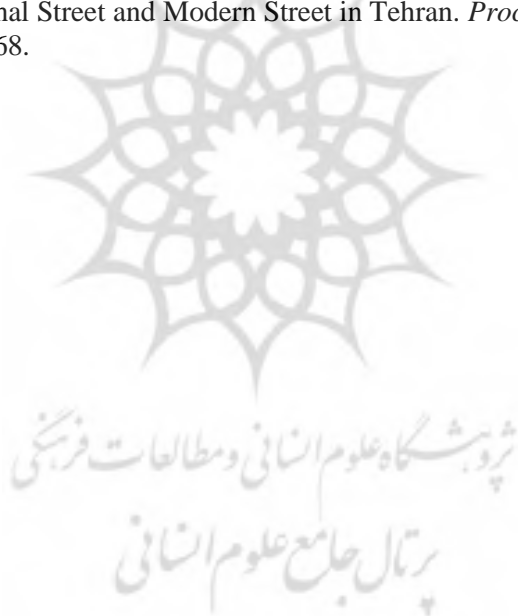 nal Street and Modern Street in Tehran. Proc
68.
پژوهشگاه علوم انسانی و مطالعات فرهنگی
پرتال جامع علوم انسانی